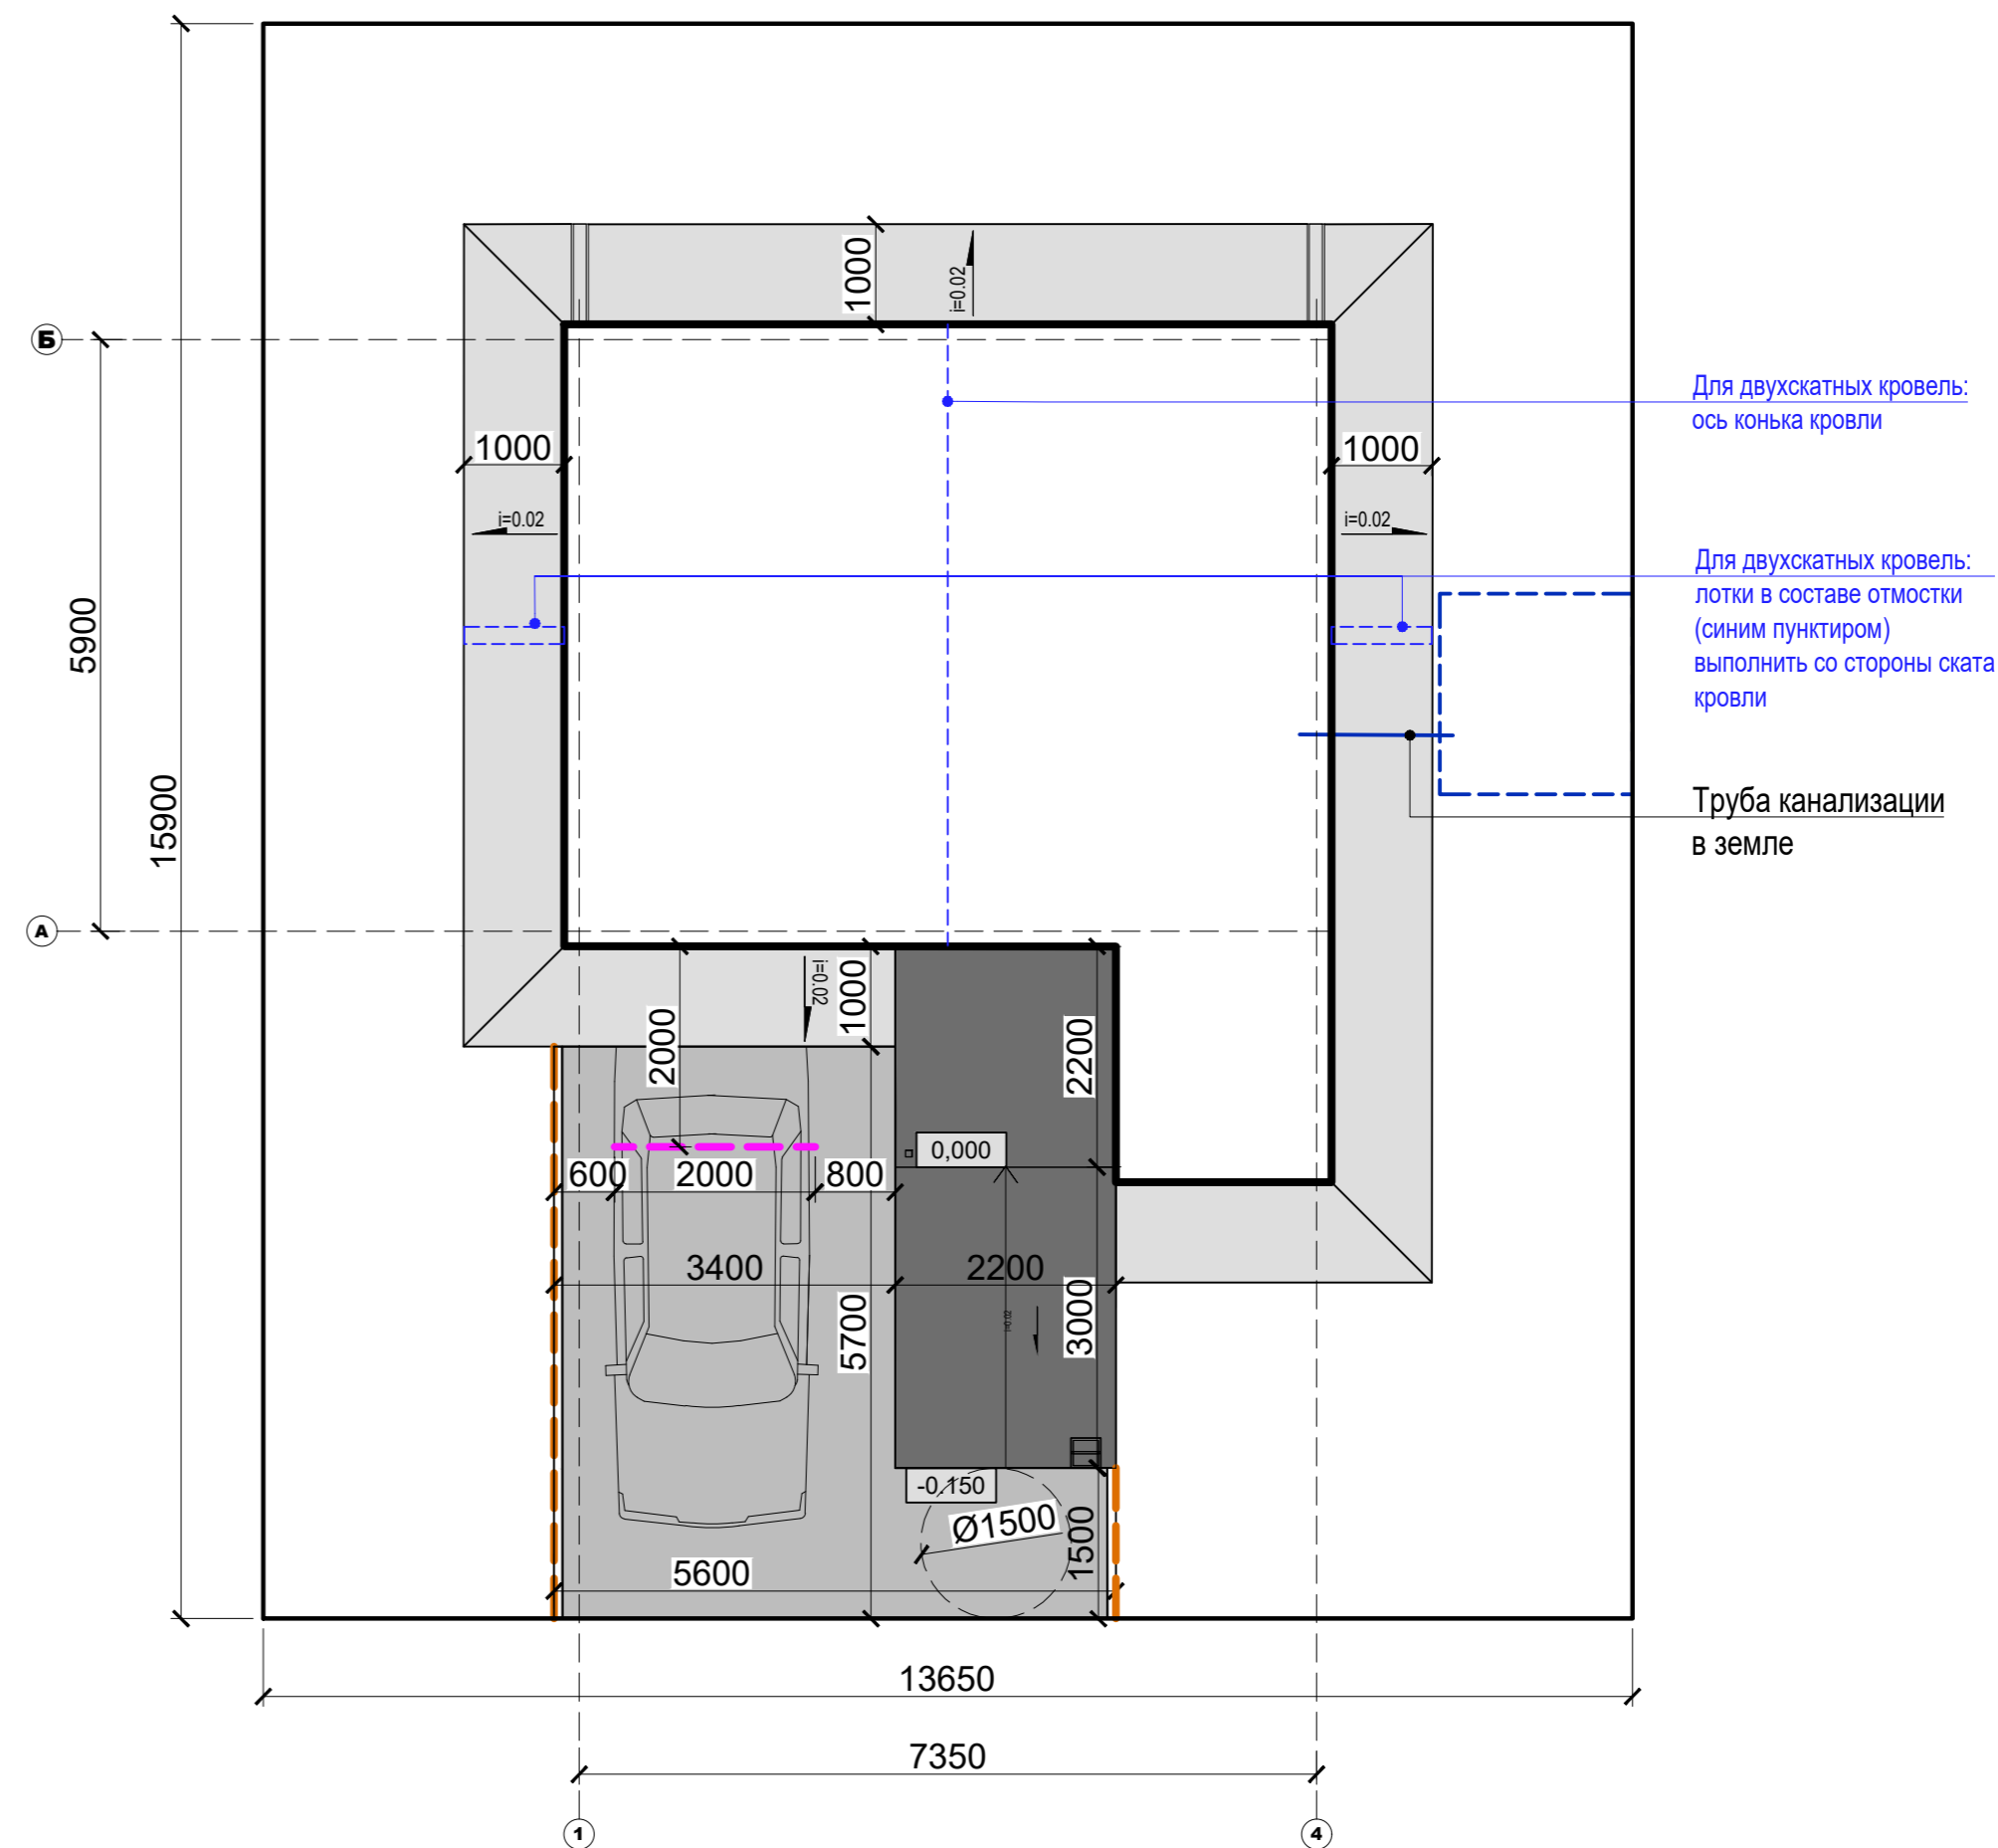 1000
i=0.02
Б
Для двухскатных кровель:
ось конька кровли
1000
1000
i=0.02
i=0.02
Для двухскатных кровель:
лотки в составе отмостки
(синим пунктиром)
выполнить со стороны ската
кровли
5900
15900
Труба канализации
в земле
А
i=0.02
1000
2000
2200
0,000
600
2000
800
3400
2200
5700
3000
i=0.02
-0.150
Ø1500
1500
5600
13650
7350
1
4